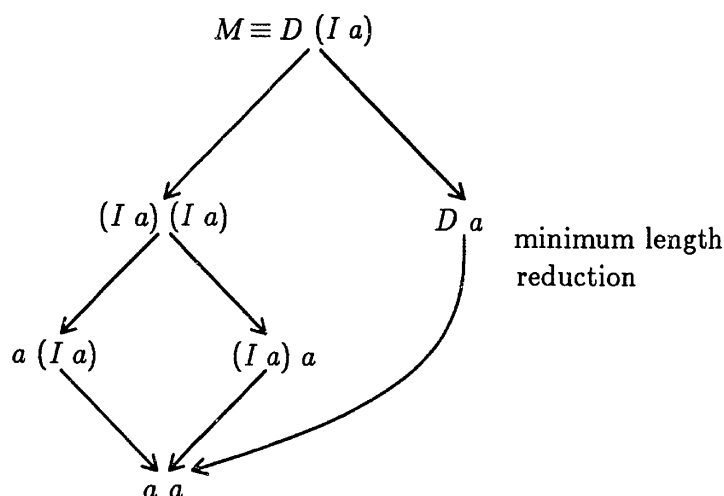 M ≡ D (I a)
(I a) (I a)
D a
minimum length
reduction
a (I a)
(I a) a
a a